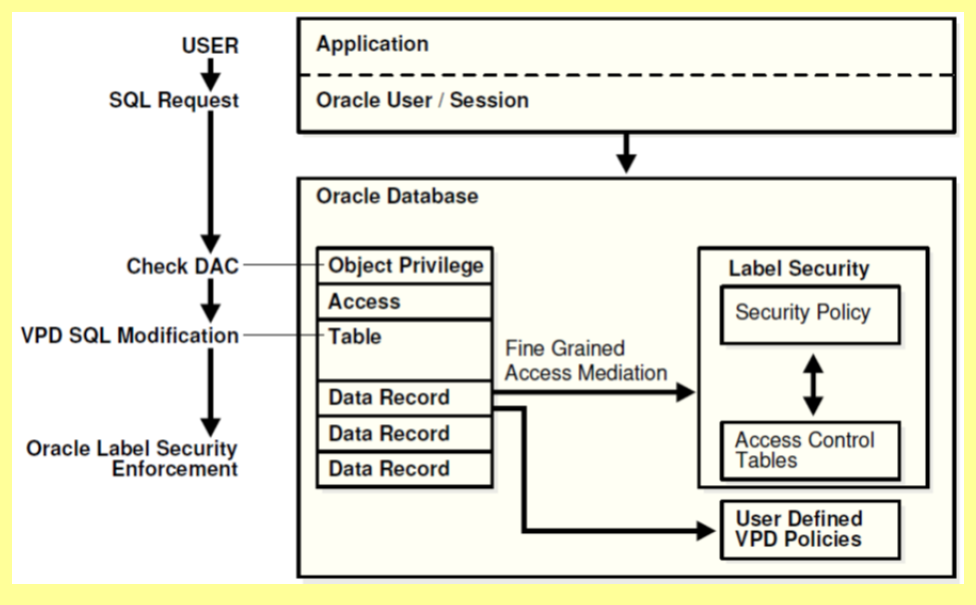 USER
SQL Request
Check DAC
VPD SQL Modification
Oracle Label Security
Enforcement
Application
Oracle User / Session
Oracle Database
Object Privilege
Access
Table
Data Record
Data Record
Data Record
Fine Grained
Access Mediation
Label Security
Security Policy
Access Control
Tables
User Defined
VPD Policies